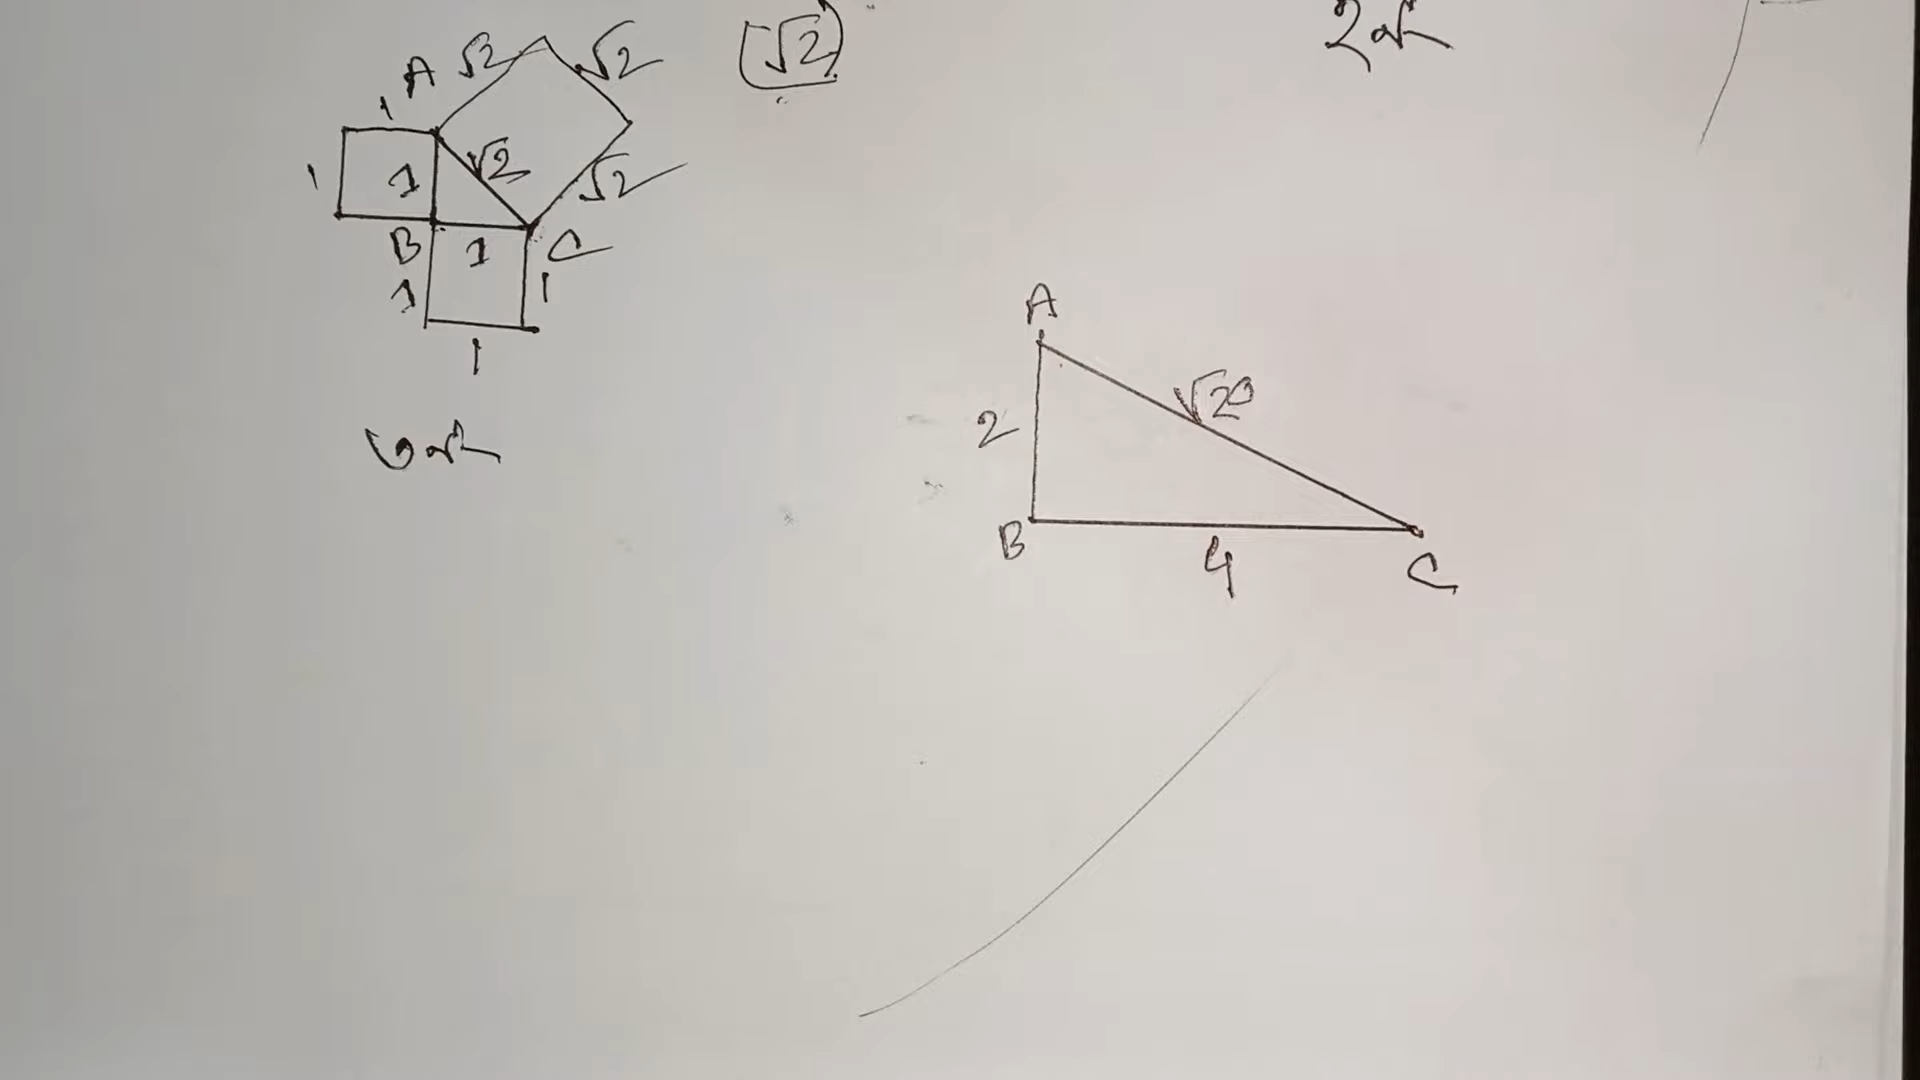 A √2 √2
1
1 1 √2 √2
B 1 C
1 1
1
(√2)
A
2 √20
B 4 C